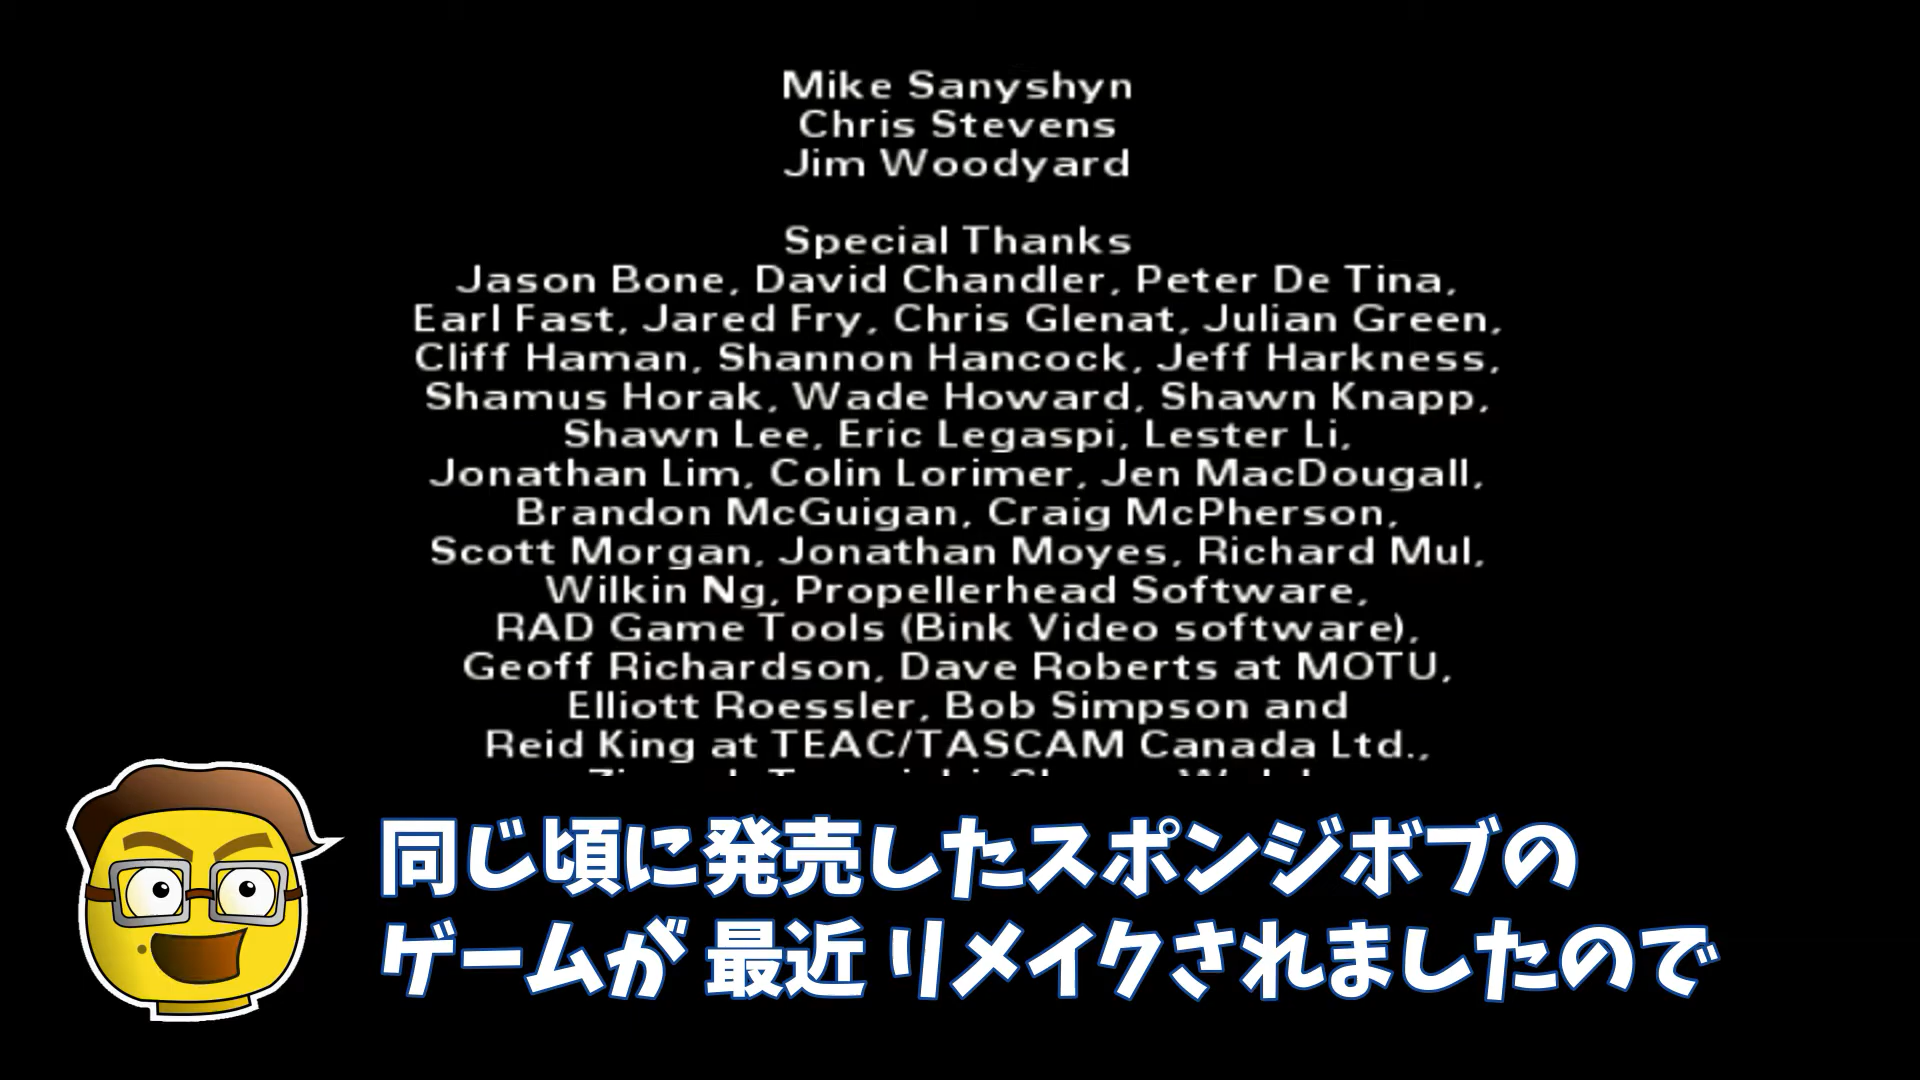 Mike Sanyshyn
Chris Stevens
Jim Woodyard
Special Thanks
Jason Bone, David Chandler, Peter De Tina,
Earl Fast, Jared Fry, Chris Glenat, Julian Green,
Cliff Haman, Shannon Hancock, Jeff Harkness,
Shamus Horak, Wade Howard, Shawn Knapp,
Shawn Lee, Eric Legaspi, Lester Li,
Jonathan Lim, Colin Lorimer, Jen MacDougall,
Brandon McGuigan, Craig McPherson,
Scott Morgan, Jonathan Moyes, Richard Mul,
Wilkin Ng, Propellerhead Software,
RAD Game Tools (Bink Video software),
Geoff Richardson, Dave Roberts at MOTU,
Elliott Roessler, Bob Simpson and
Reid King at TEAC/TASCAM Canada Ltd.,
同じ頃に発売したスポンジボブの
ゲームが 最近 リメイクされましたので